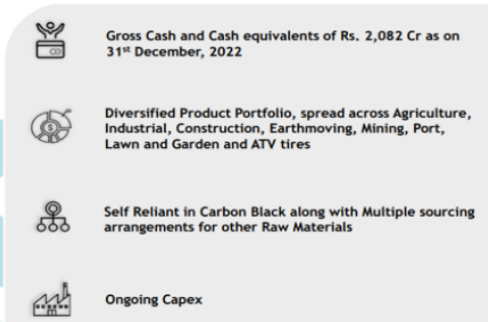 Gross Cash and Cash equivalents of Rs. 2,082 Cr as on
31st December, 2022
Diversified Product Portfolio, spread across Agriculture,
Industrial, Construction, Earthmoving, Mining, Port,
Lawn and Garden and ATV tires
Self Reliant in Carbon Black along with Multiple sourcing
arrangements for other Raw Materials
Ongoing Capex